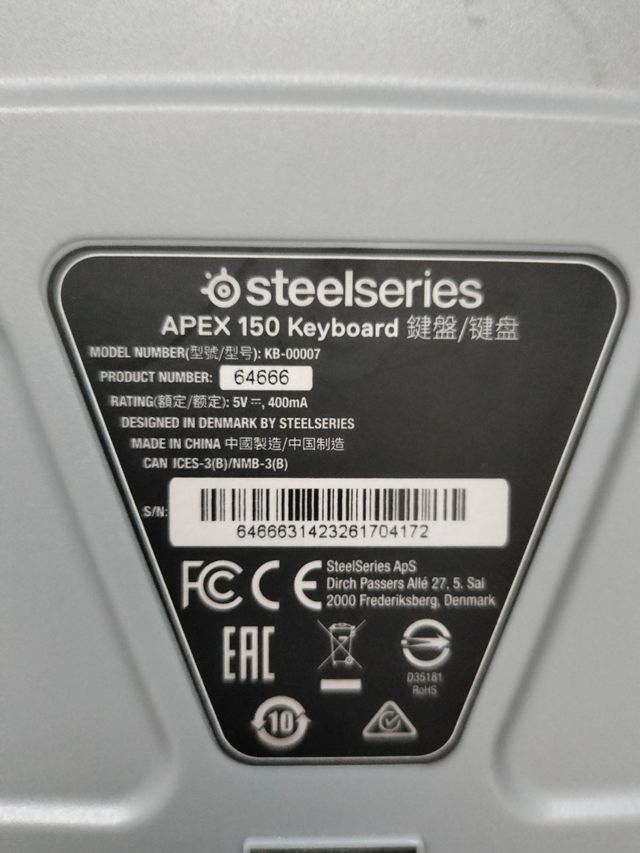 steelseries
APEX 150 Keyboard 鍵盤/键盘
MODEL NUMBER(型號/型号): KB-00007
PRODUCT NUMBER: 64666
RATING(額定/额定): 5V ⎓, 400mA
DESIGNED IN DENMARK BY STEELSERIES
MADE IN CHINA 中國製造/中国制造
CAN ICES-3(B)/NMB-3(B)
S/N:
6466631423261704172
FC CE
SteelSeries ApS
Dirch Passers Allé 27, 5. Sal
2000 Frederiksberg, Denmark
EAC
D35181
RoHS
10